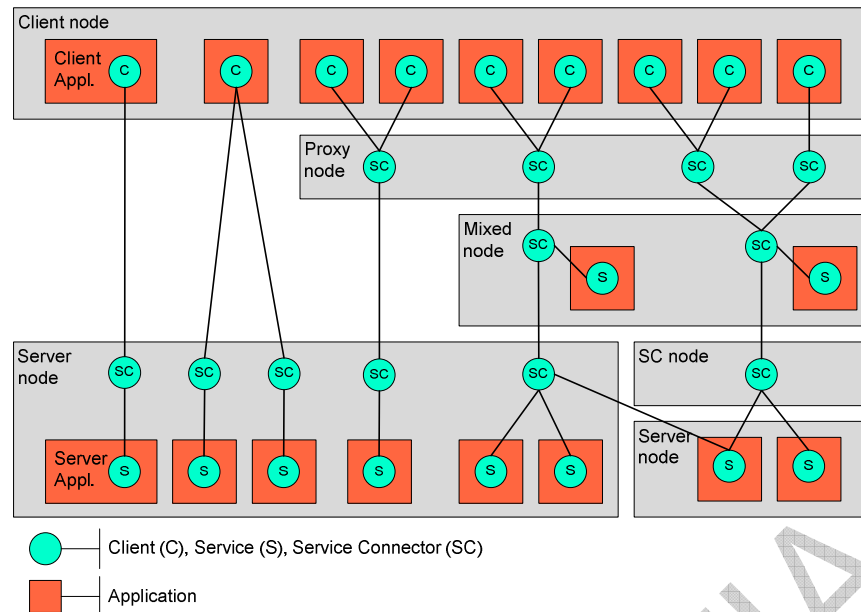 Client node
Client
Appl.
C
C
C
C
C
C
C
C
C
Proxy
node
SC
SC
SC
SC
Mixed
node
SC
S
SC
S
Server
node
SC
SC
SC
SC
SC
SC node
SC
Server
Appl.
S
S
S
S
S
S
Server
node
S
S
Client (C), Service (S), Service Connector (SC)
Application